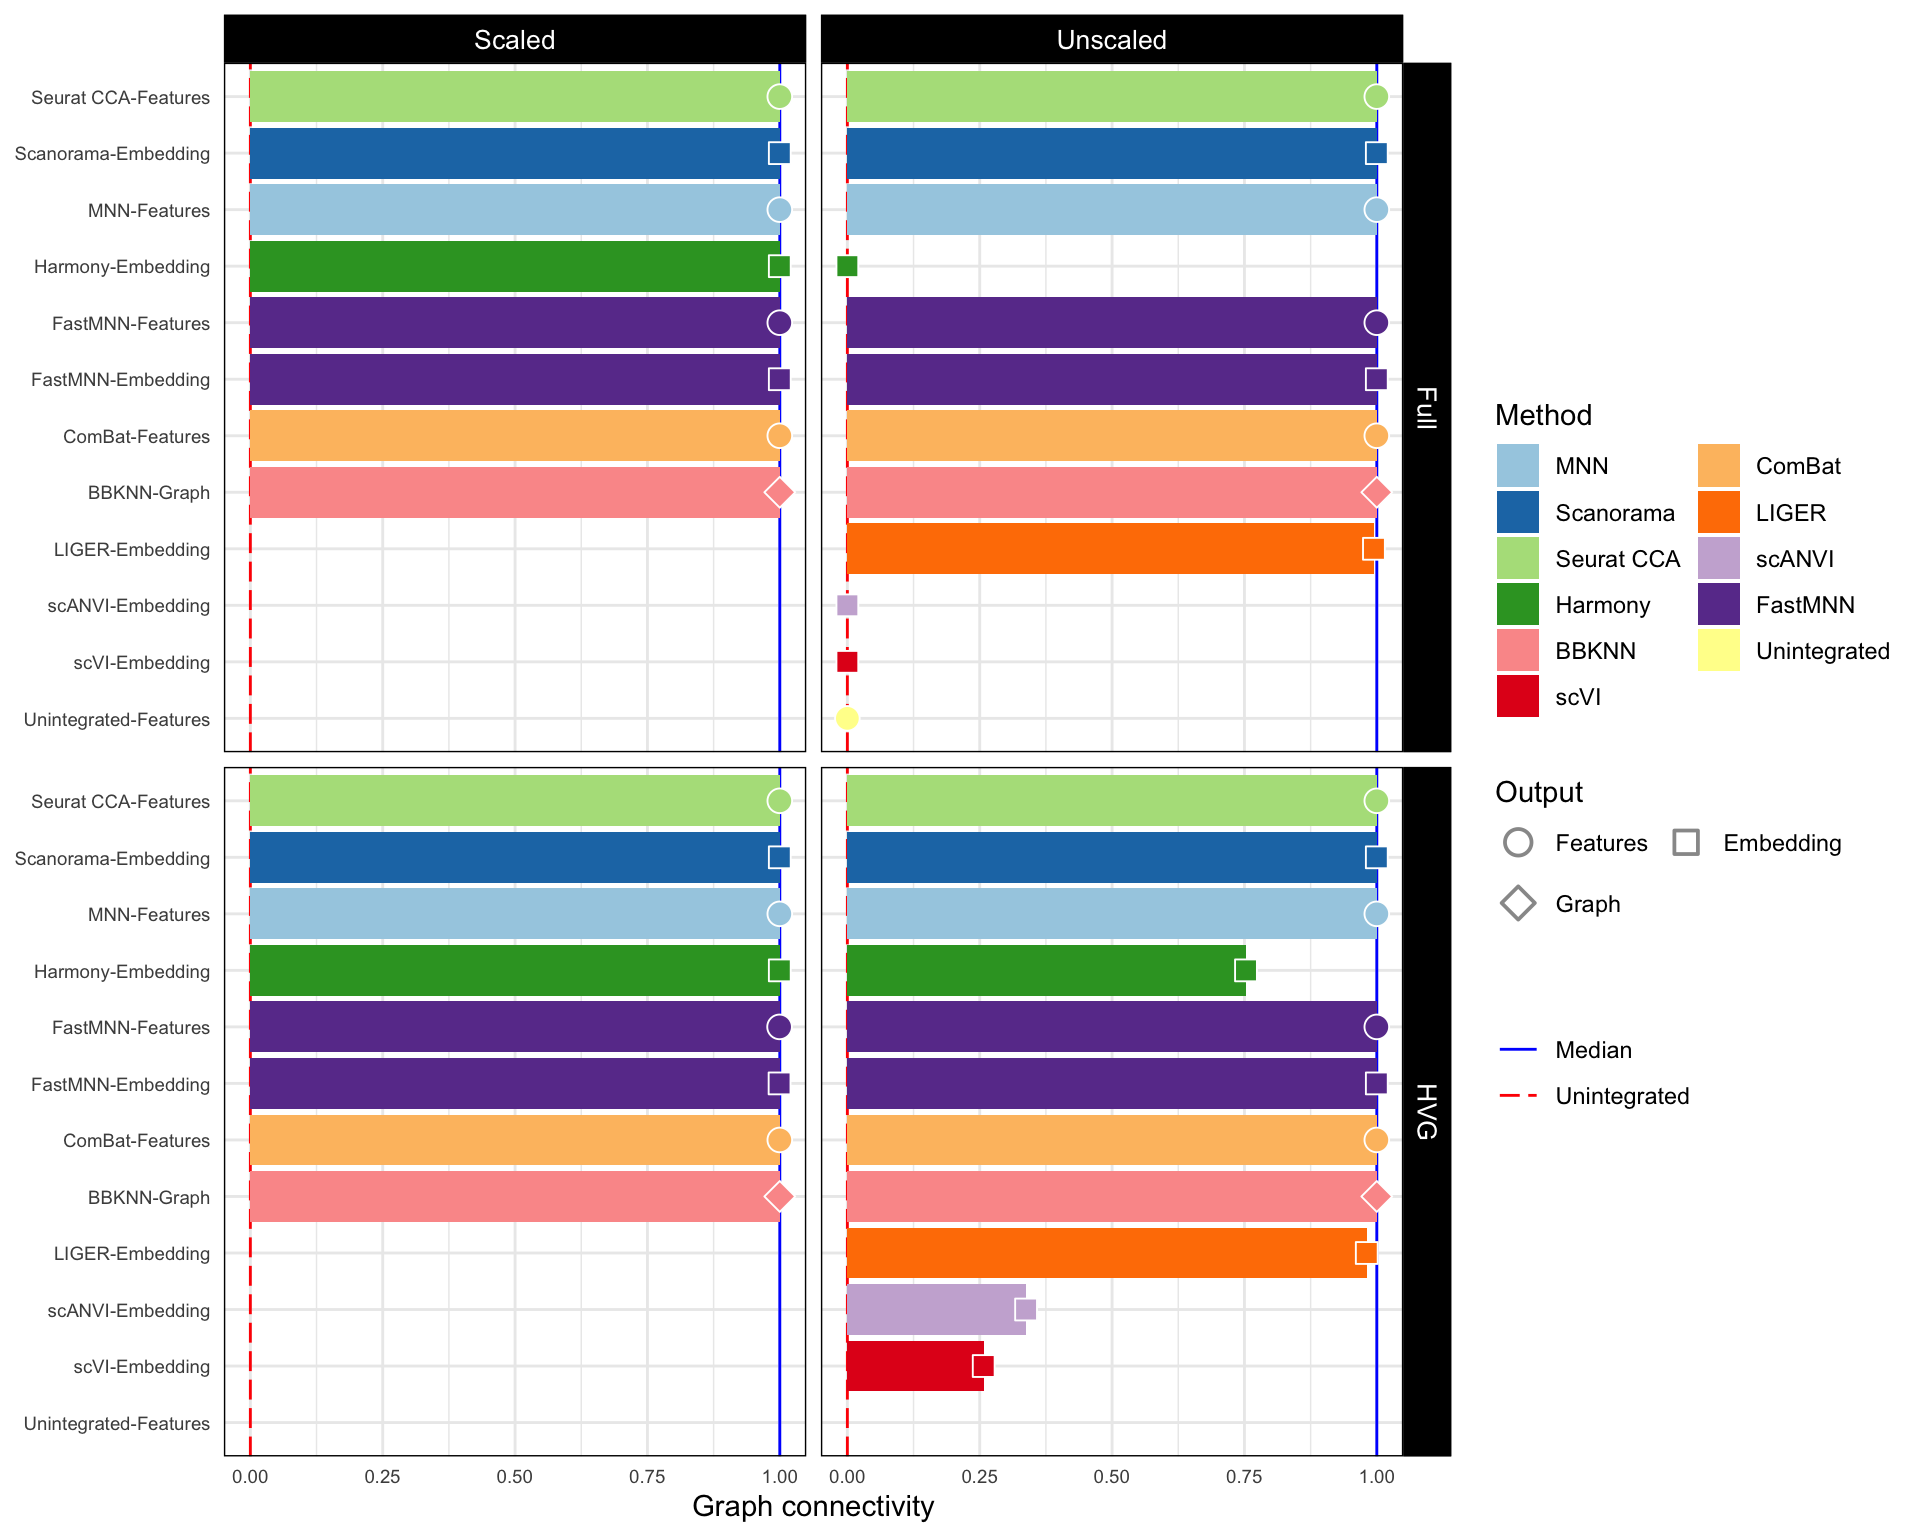 Scaled
Unscaled
Seurat CCA-Features
Scanorama-Embedding
MNN-Features
Harmony-Embedding
FastMNN-Features
FastMNN-Embedding
ComBat-Features
BBKNN-Graph
LIGER-Embedding
scANVI-Embedding
scVI-Embedding
Unintegrated-Features
Full
Seurat CCA-Features
Scanorama-Embedding
MNN-Features
Harmony-Embedding
FastMNN-Features
FastMNN-Embedding
ComBat-Features
BBKNN-Graph
LIGER-Embedding
scANVI-Embedding
scVI-Embedding
Unintegrated-Features
HVG
0.00 0.25 0.50 0.75 1.00
0.00 0.25 0.50 0.75 1.00
Graph connectivity
Method
MNN
Scanorama
Seurat CCA
Harmony
BBKNN
scVI
ComBat
LIGER
scANVI
FastMNN
Unintegrated
Output
Features
Embedding
Graph
Median
Unintegrated